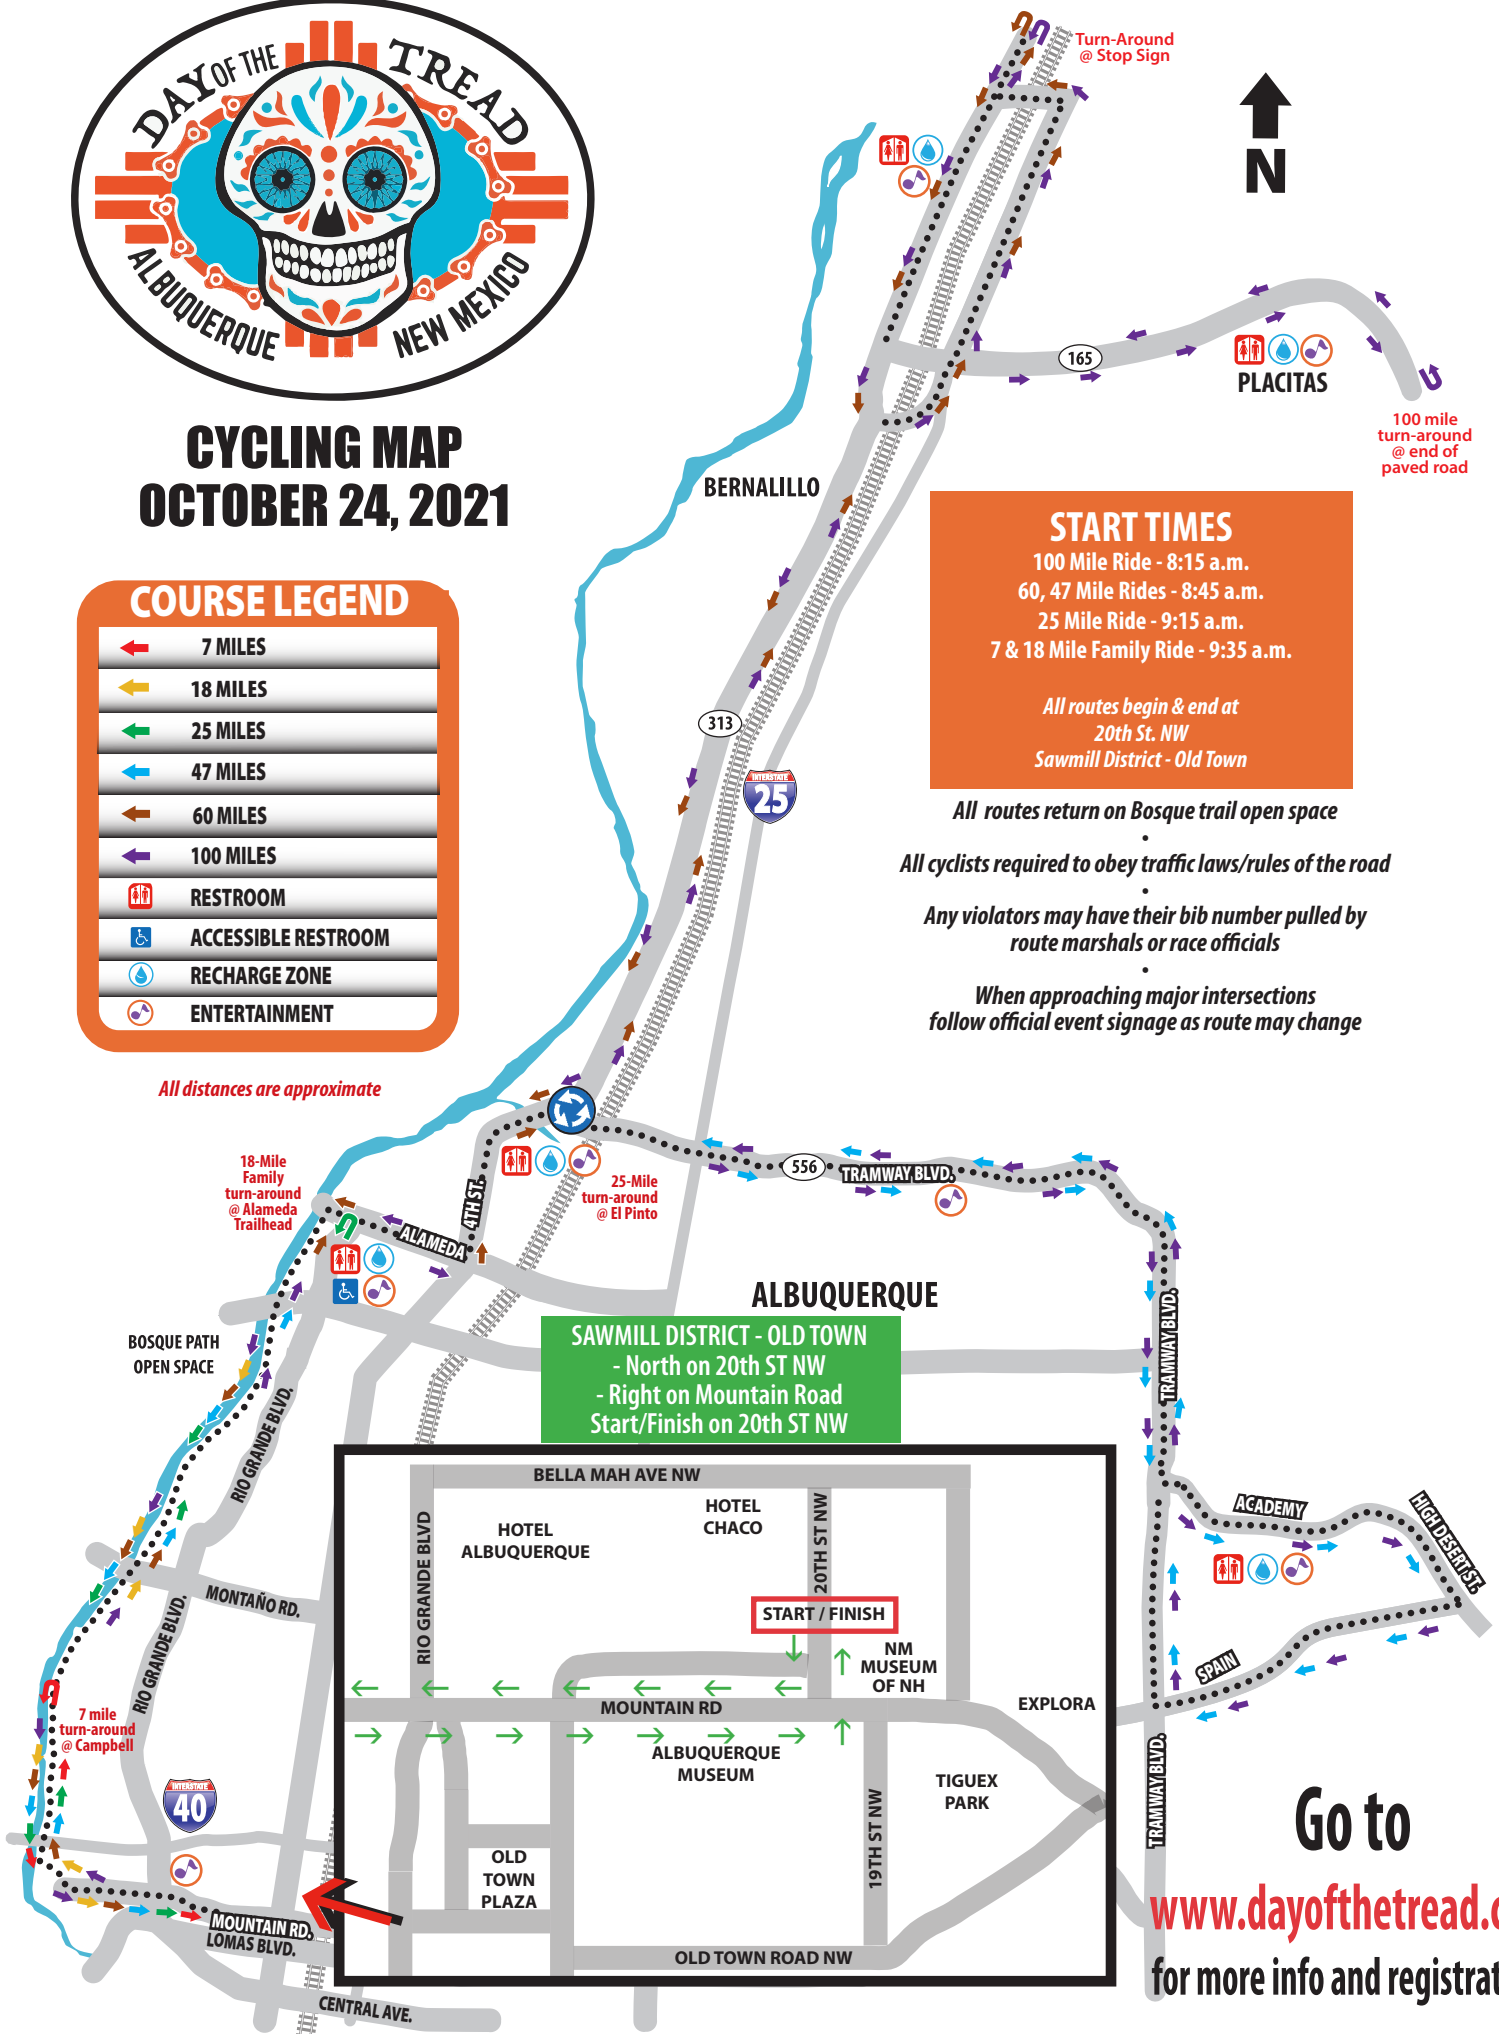 DAY OF THE TREAD
ALBUQUERQUE NEW MEXICO
CYCLING MAP
OCTOBER 24, 2021
COURSE LEGEND
7 MILES
18 MILES
25 MILES
47 MILES
60 MILES
100 MILES
RESTROOM
ACCESSIBLE RESTROOM
RECHARGE ZONE
ENTERTAINMENT
All distances are approximate
Turn-Around
@ Stop Sign
N
165
PLACITAS
100 mile
turn-around
@ end of
paved road
BERNALILLO
START TIMES
100 Mile Ride - 8:15 a.m.
60, 47 Mile Rides - 8:45 a.m.
25 Mile Ride - 9:15 a.m.
7 & 18 Mile Family Ride - 9:35 a.m.
All routes begin & end at
20th St. NW
Sawmill District - Old Town
All routes return on Bosque trail open space
•
All cyclists required to obey traffic laws/rules of the road
•
Any violators may have their bib number pulled by
route marshals or race officials
•
When approaching major intersections
follow official event signage as route may change
313
INTERSTATE
25
18-Mile
Family
turn-around
@ Alameda
Trailhead
25-Mile
turn-around
@ El Pinto
4TH ST.
ALAMEDA
556
TRAMWAY BLVD.
TRAMWAY BLVD.
ALBUQUERQUE
BOSQUE PATH
OPEN SPACE
RIO GRANDE BLVD.
SAWMILL DISTRICT - OLD TOWN
- North on 20th ST NW
- Right on Mountain Road
Start/Finish on 20th ST NW
ACADEMY
HIGH DESERT ST.
SPAIN
TRAMWAY BLVD.
MONTAÑO RD.
RIO GRANDE BLVD.
7 mile
turn-around
@ Campbell
INTERSTATE
40
MOUNTAIN RD.
LOMAS BLVD.
CENTRAL AVE.
BELLA MAH AVE NW
HOTEL
CHACO
HOTEL
ALBUQUERQUE
RIO GRANDE BLVD
20TH ST NW
START / FINISH
NM
MUSEUM
OF NH
MOUNTAIN RD
EXPLORA
ALBUQUERQUE
MUSEUM
TIGUEX
PARK
19TH ST NW
OLD
TOWN
PLAZA
OLD TOWN ROAD NW
Go to
www.dayofthetread.c
for more info and registrat